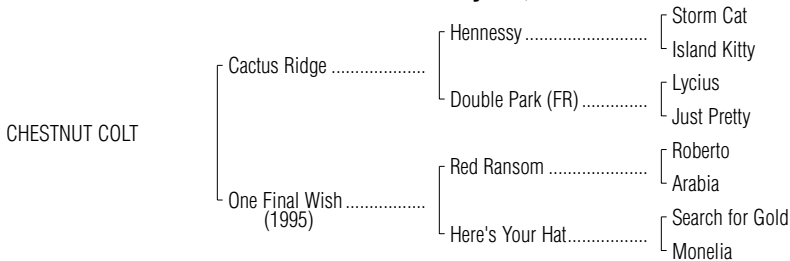 Storm Cat
Hennessy
Island Kitty
Cactus Ridge
Lycius
Double Park (FR)
Just Pretty
CHESTNUT COLT
Roberto
Red Ransom
Arabia
One Final Wish
(1995)
Search for Gold
Here's Your Hat
Monelia